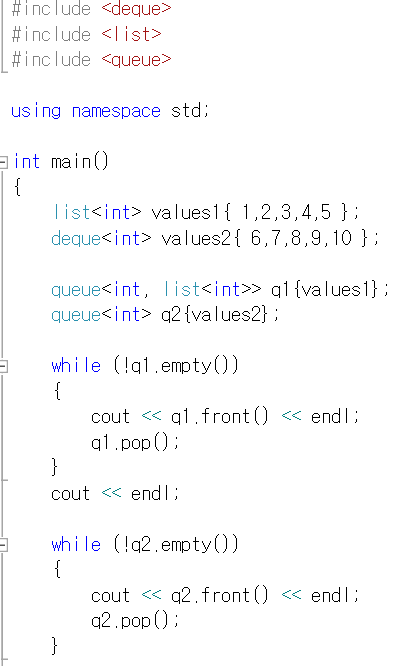 #include <deque>
#include <list>
#include <queue>
using namespace std;
int main()
{
list<int> values1{ 1,2,3,4,5 };
deque<int> values2{ 6,7,8,9,10 };
queue<int, list<int>> q1{values1};
queue<int> q2{values2};
while (!q1.empty())
{
cout << q1.front() << endl;
q1.pop();
}
cout << endl;
while (!q2.empty())
{
cout << q2.front() << endl;
q2.pop();
}